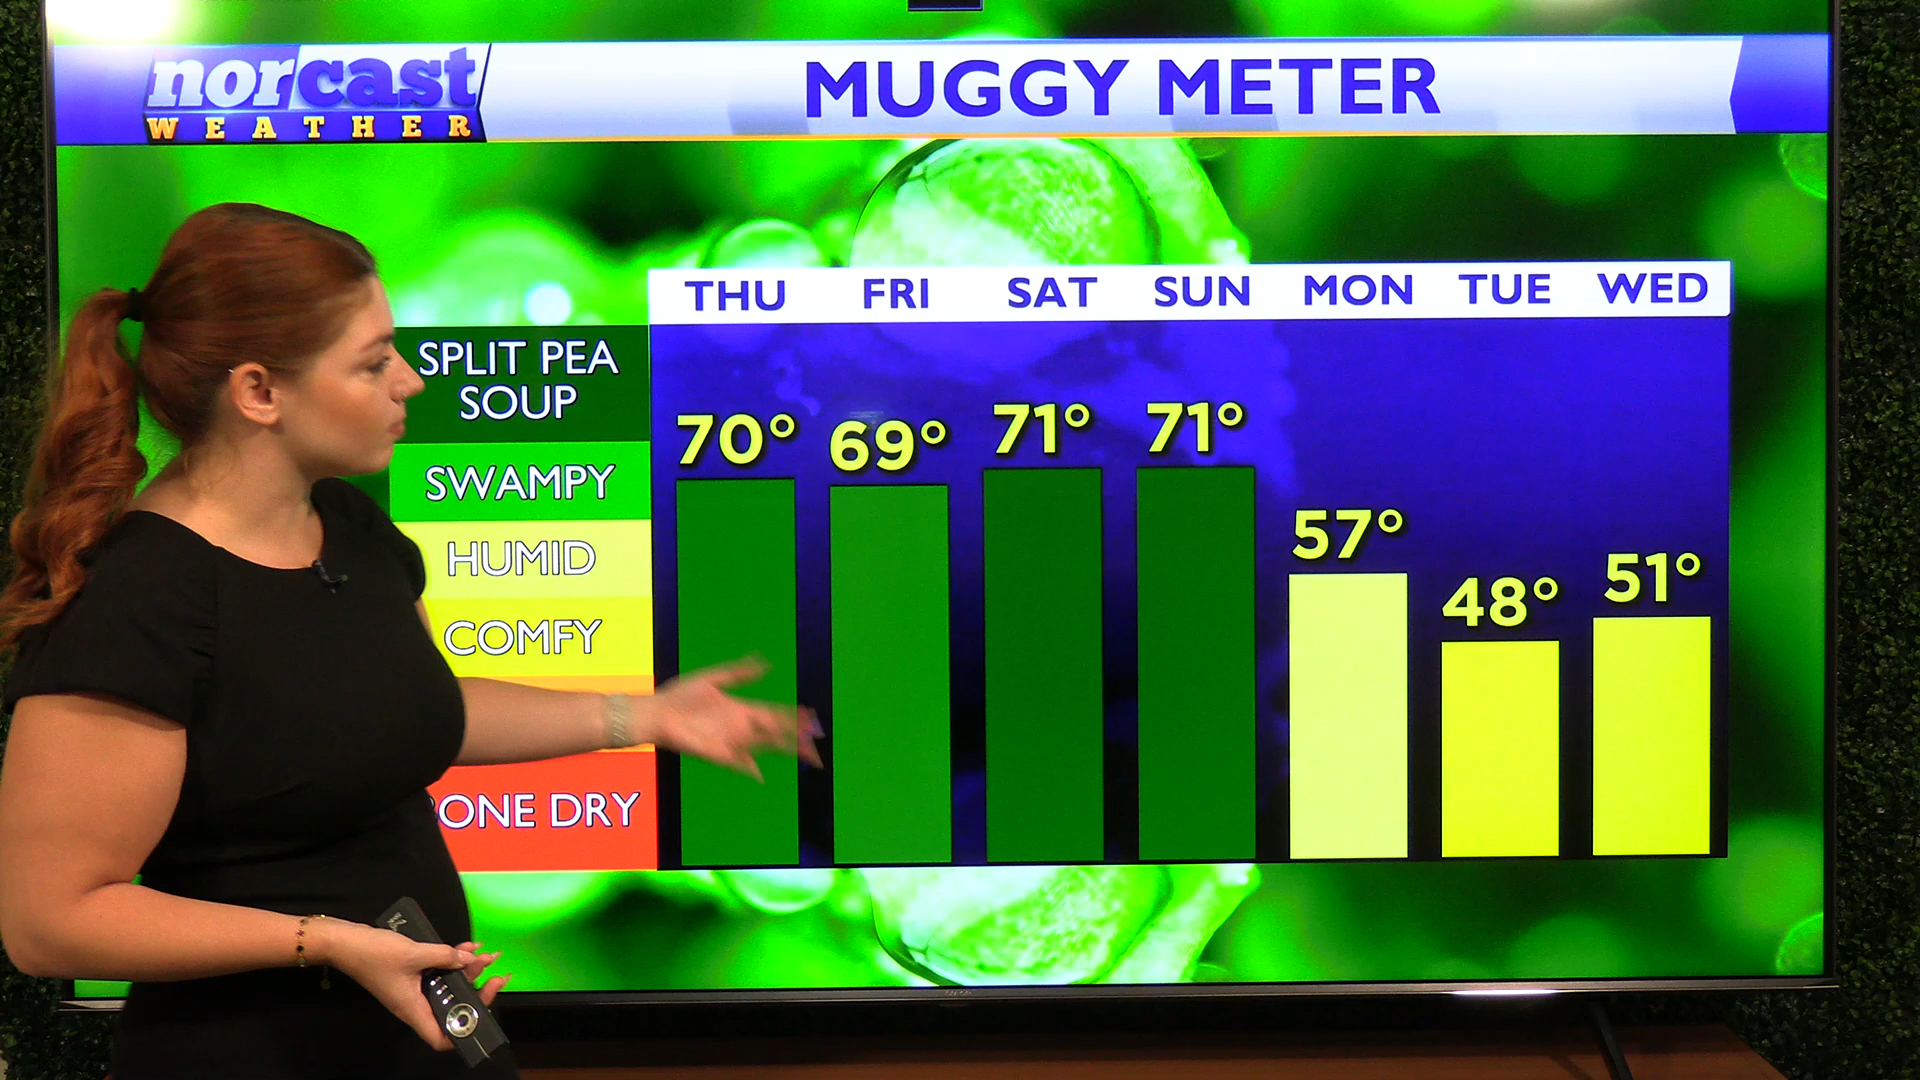 norcast
WEATHER
MUGGY METER
THU FRI SAT SUN MON TUE WED
SPLIT PEA
SOUP
SWAMPY
HUMID
COMFY
ONE DRY
70° 69° 71° 71° 57° 48° 51°